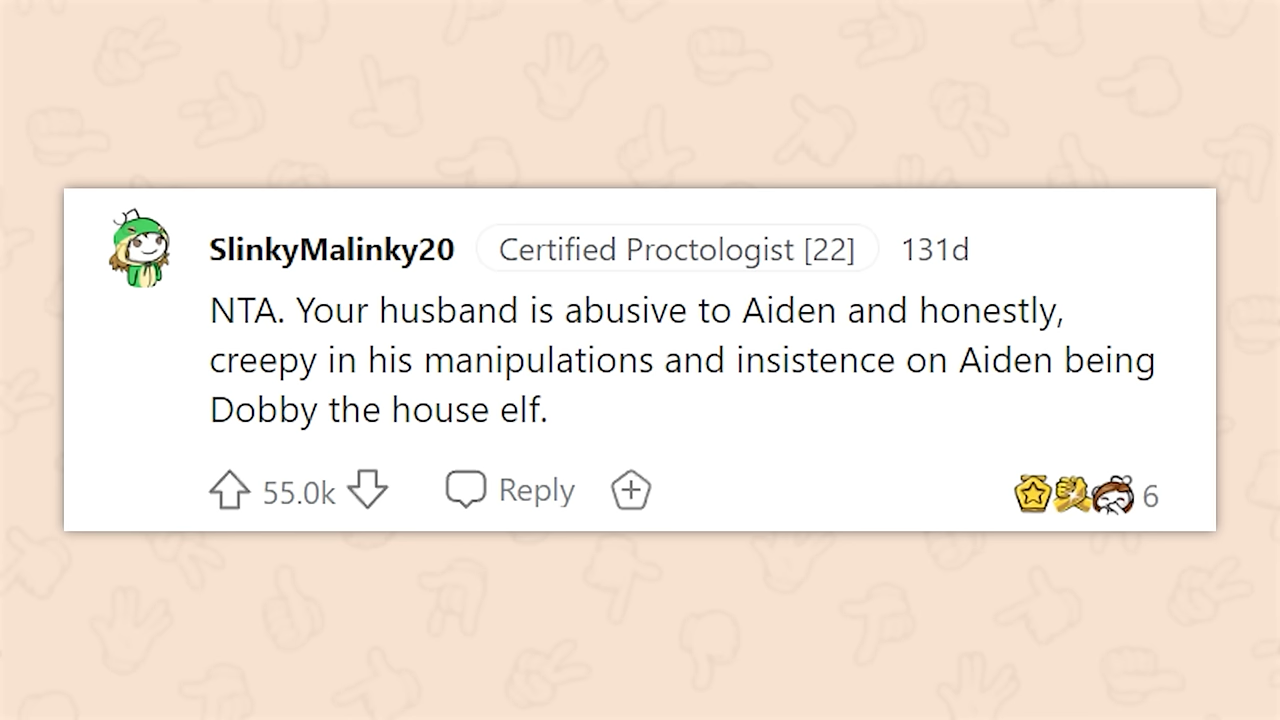 SlinkyMalinky20 Certified Proctologist [22] 131d
NTA. Your husband is abusive to Aiden and honestly,
creepy in his manipulations and insistence on Aiden being
Dobby the house elf.
55.0k Reply 6